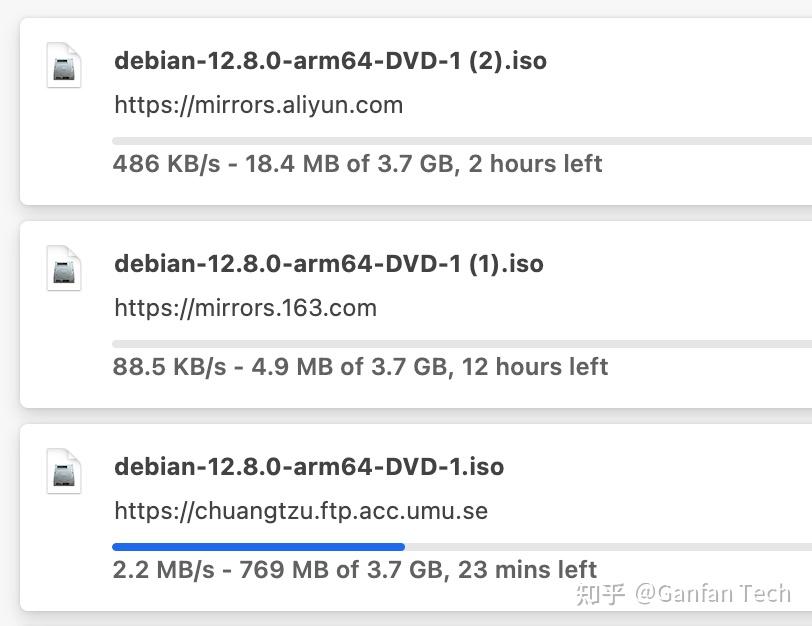 debian-12.8.0-arm64-DVD-1 (2).iso
https://mirrors.aliyun.com
486 KB/s - 18.4 MB of 3.7 GB, 2 hours left
debian-12.8.0-arm64-DVD-1 (1).iso
https://mirrors.163.com
88.5 KB/s - 4.9 MB of 3.7 GB, 12 hours left
debian-12.8.0-arm64-DVD-1.iso
https://chuangtzu.ftp.acc.umu.se
2.2 MB/s - 769 MB of 3.7 GB, 23 mins left
知乎 @Ganfan Tech